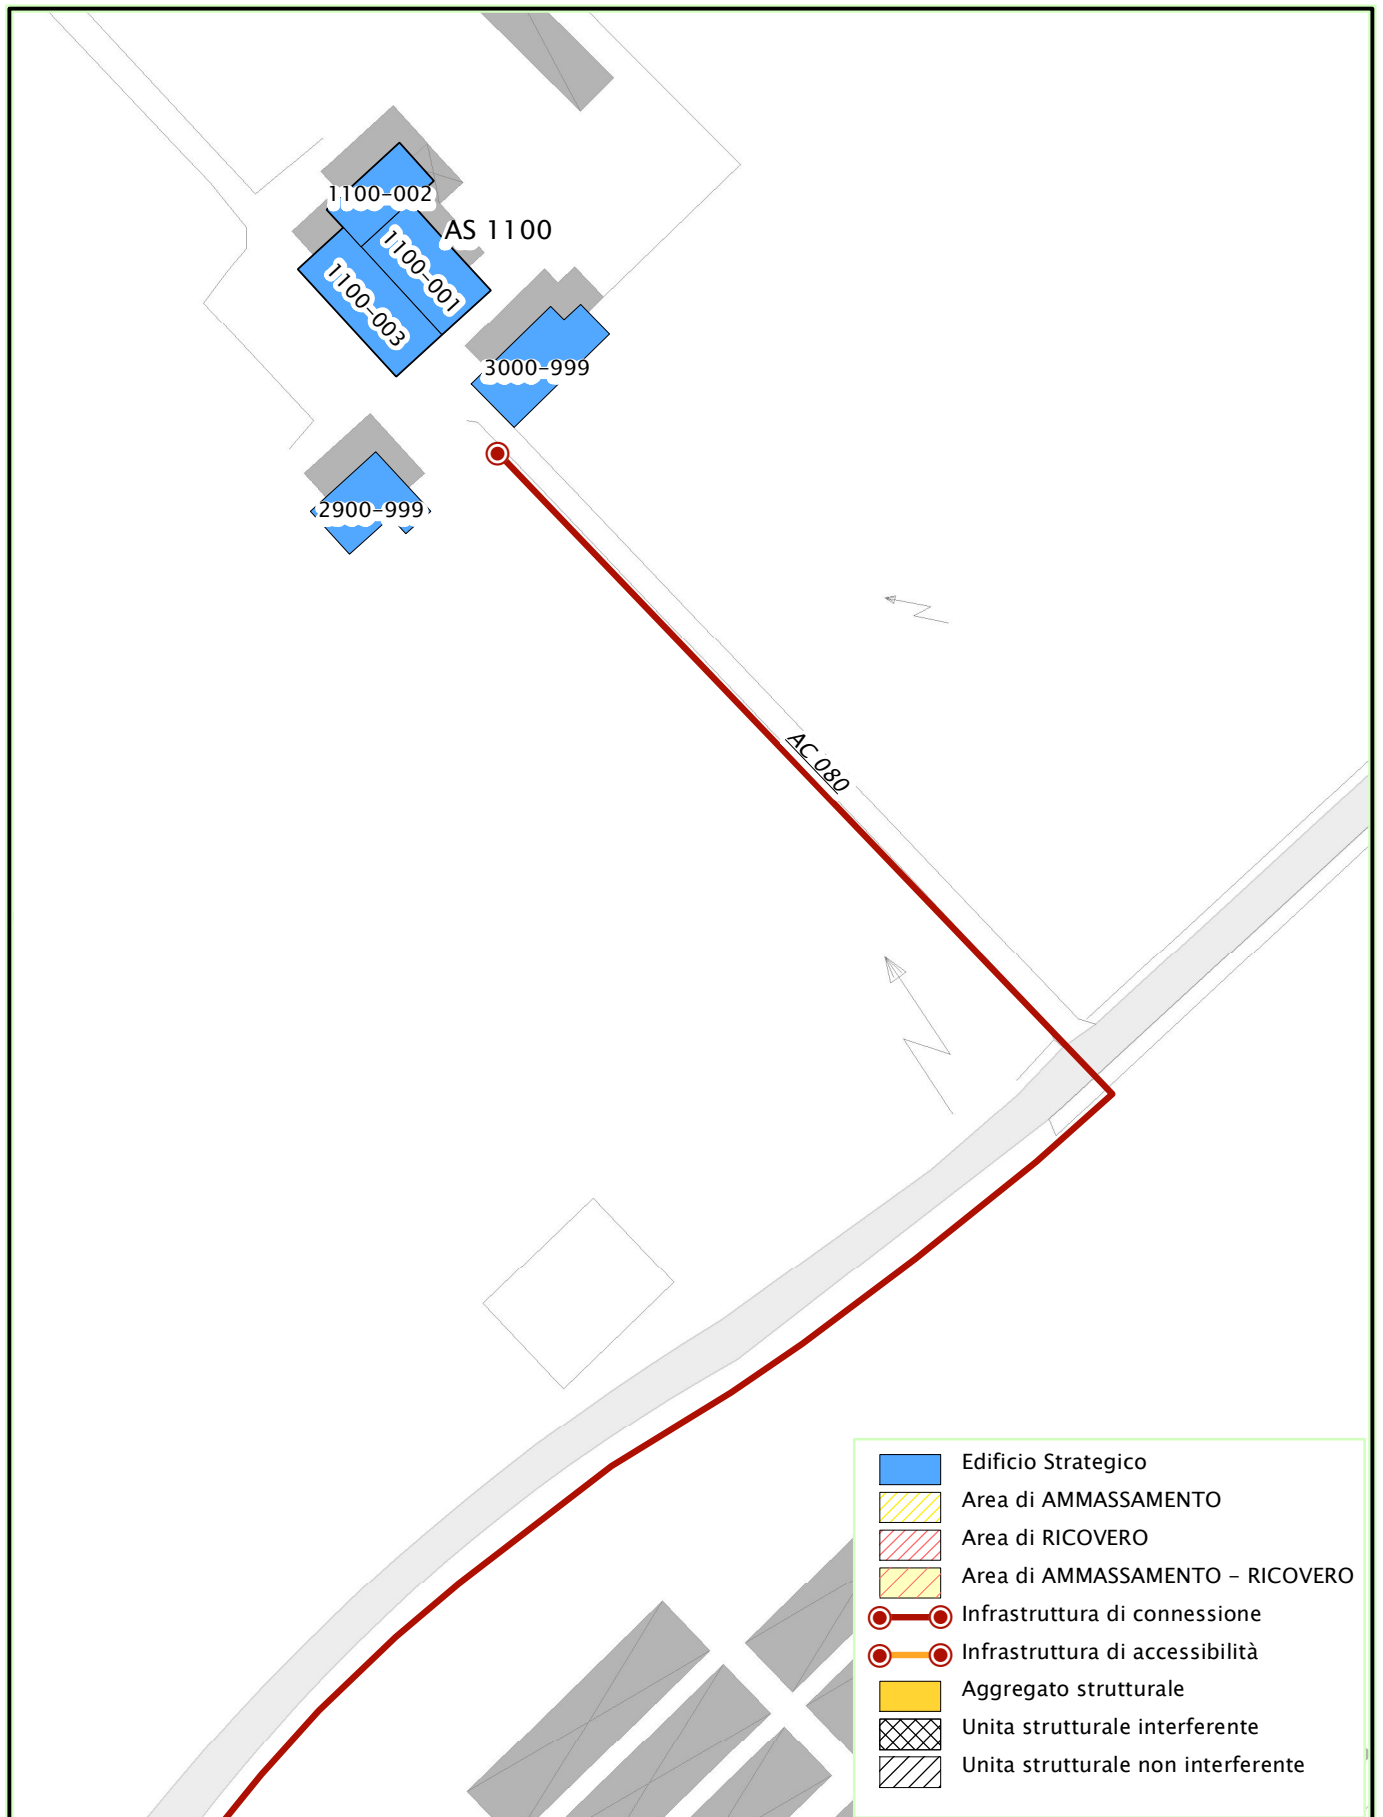 1100-002
AS 1100
1100-001
1100-003
3000-999
2900-999
AC 080
Edificio Strategico
Area di AMMASSAMENTO
Area di RICOVERO
Area di AMMASSAMENTO - RICOVERO
Infrastruttura di connessione
Infrastruttura di accessibilità
Aggregato strutturale
Unita strutturale interferente
Unita strutturale non interferente